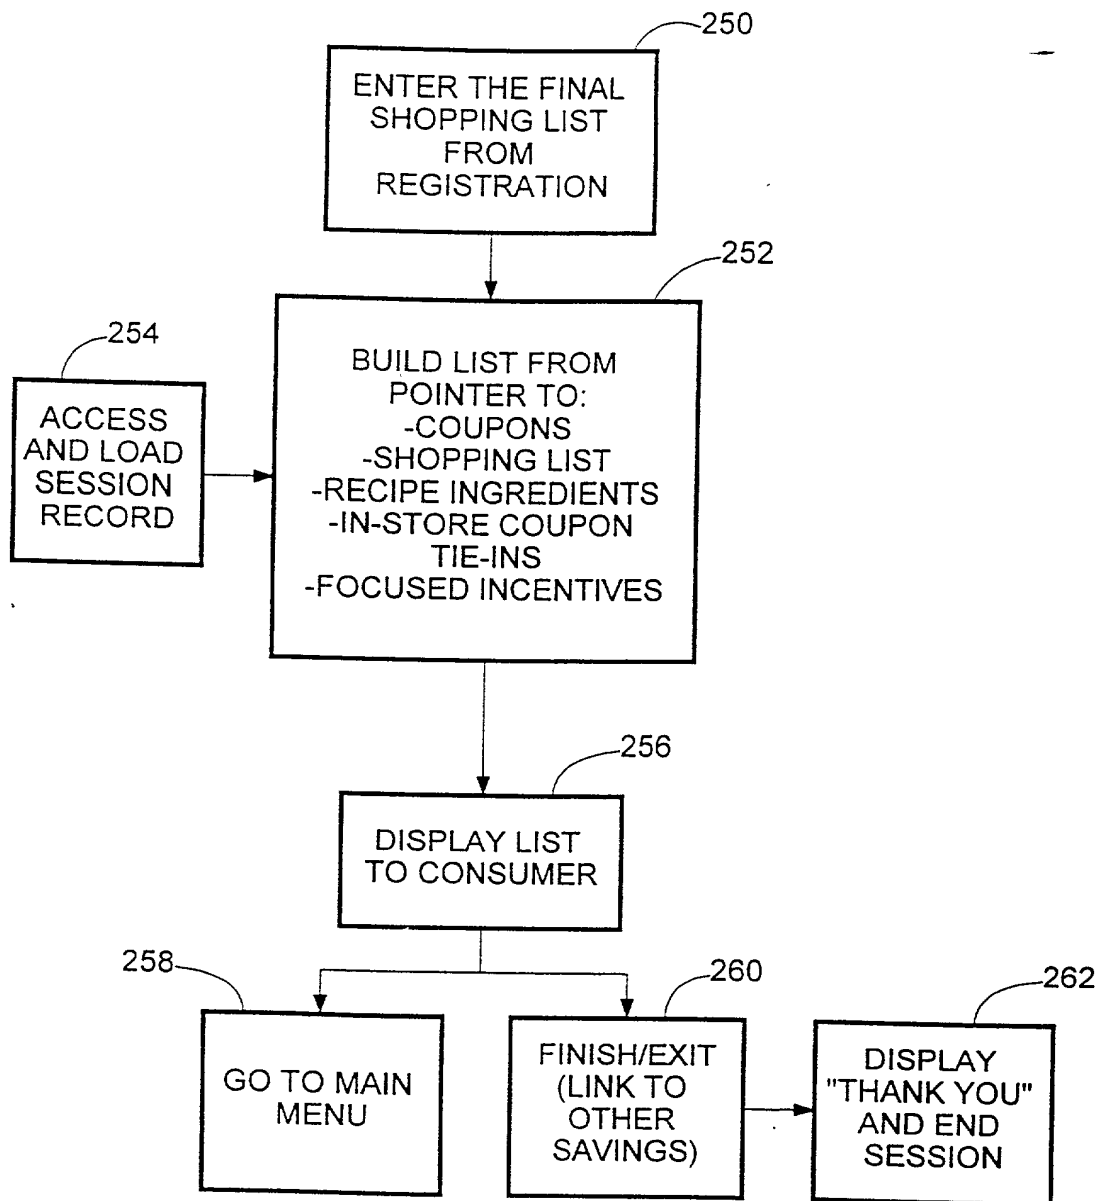 250
ENTER THE FINAL
SHOPPING LIST
FROM
REGISTRATION
252
BUILD LIST FROM
POINTER TO:
-COUPONS
-SHOPPING LIST
-RECIPE INGREDIENTS
-IN-STORE COUPON
TIE-INS
-FOCUSED INCENTIVES
254
ACCESS
AND LOAD
SESSION
RECORD
256
DISPLAY LIST
TO CONSUMER
258
GO TO MAIN
MENU
260
FINISH/EXIT
(LINK TO
OTHER
SAVINGS)
262
DISPLAY
"THANK YOU"
AND END
SESSION